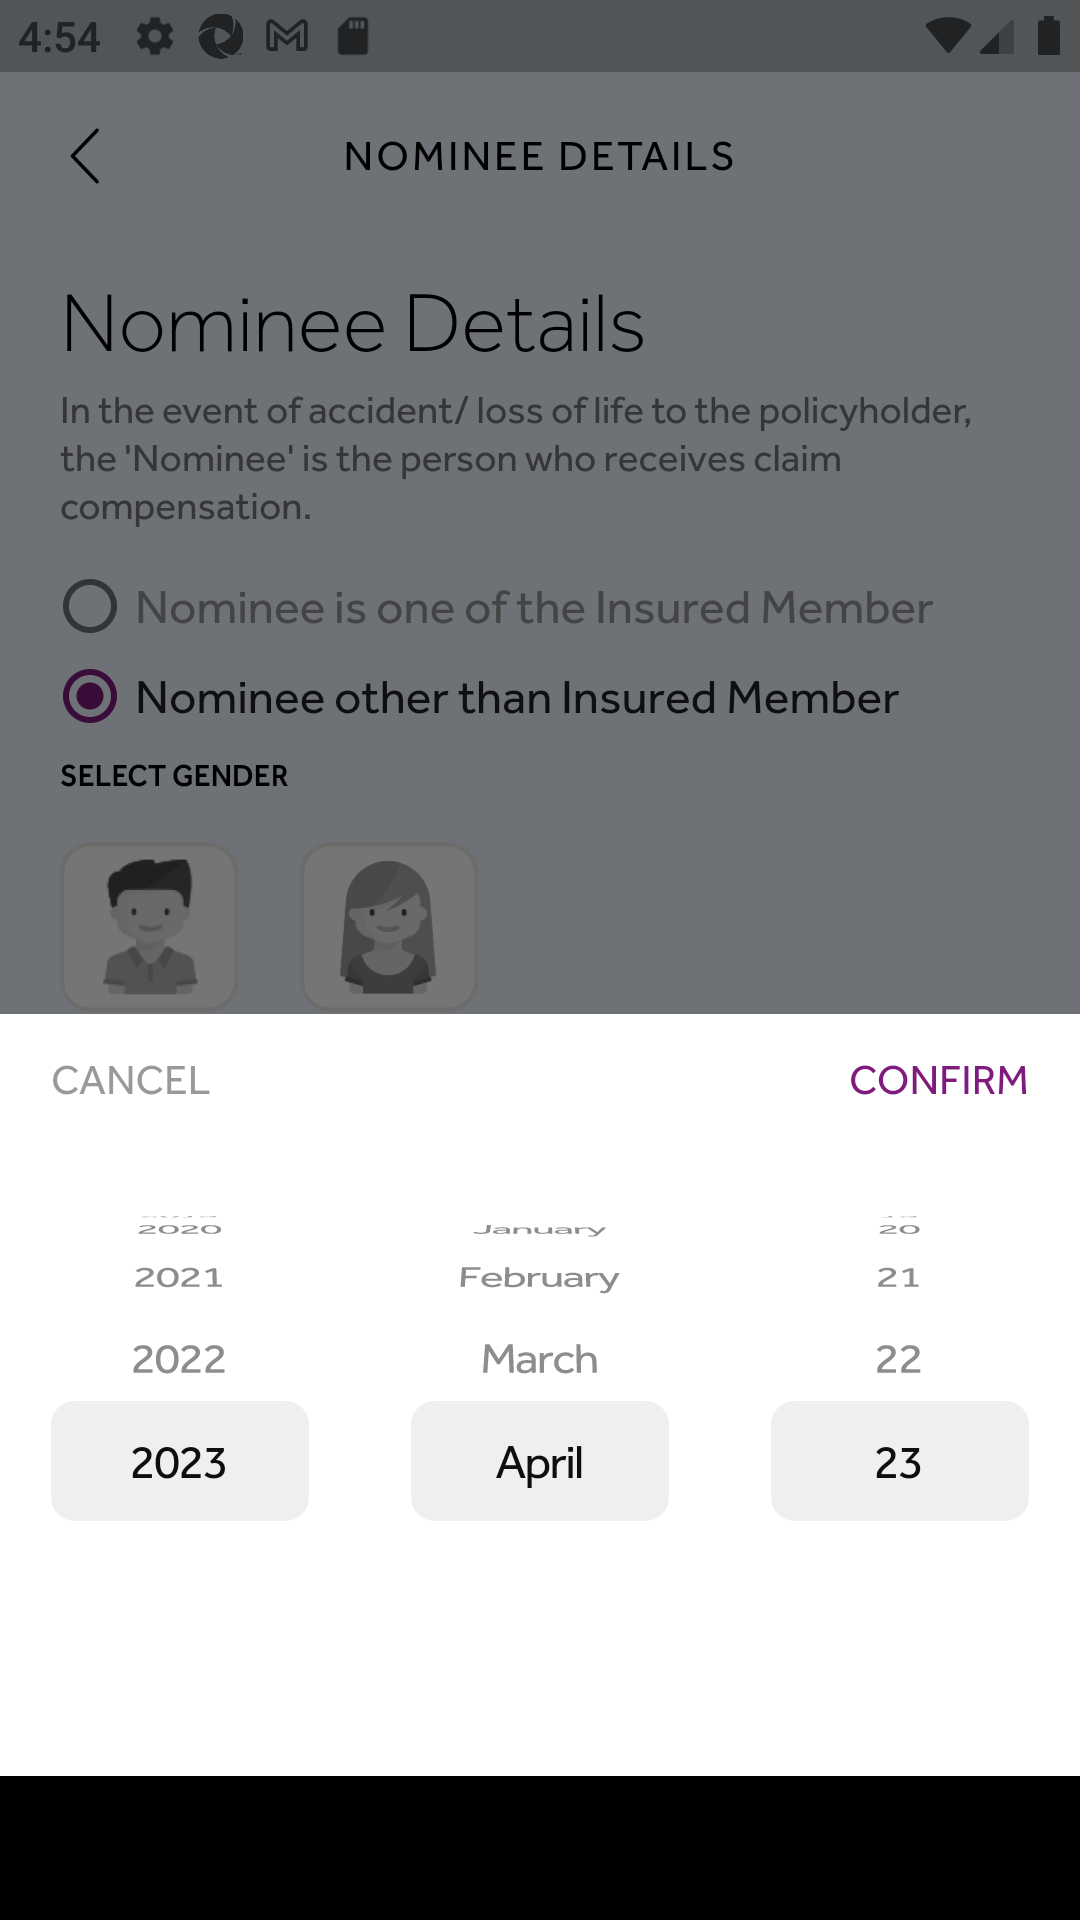 4:54
NOMINEE DETAILS
Nominee Details
In the event of accident/ loss of life to the policyholder,
the 'Nominee' is the person who receives claim
compensation.
Nominee is one of the Insured Member
Nominee other than Insured Member
SELECT GENDER
CANCEL CONFIRM
2020 January 20
2021 February 21
2022 March 22
2023 April 23